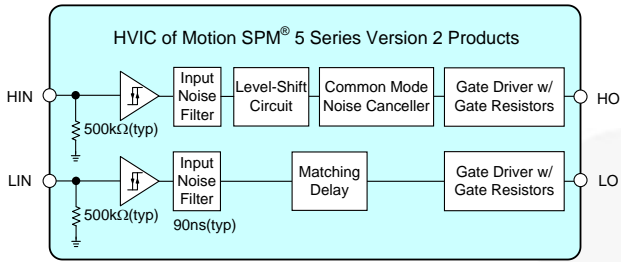 HVIC of Motion SPM® 5 Series Version 2 Products
HIN
500kΩ(typ)
Input
Noise
Filter
Level-Shift
Circuit
Common Mode
Noise Canceller
Gate Driver w/
Gate Resistors
HO
LIN
500kΩ(typ)
Input
Noise
Filter
90ns(typ)
Matching
Delay
Gate Driver w/
Gate Resistors
LO